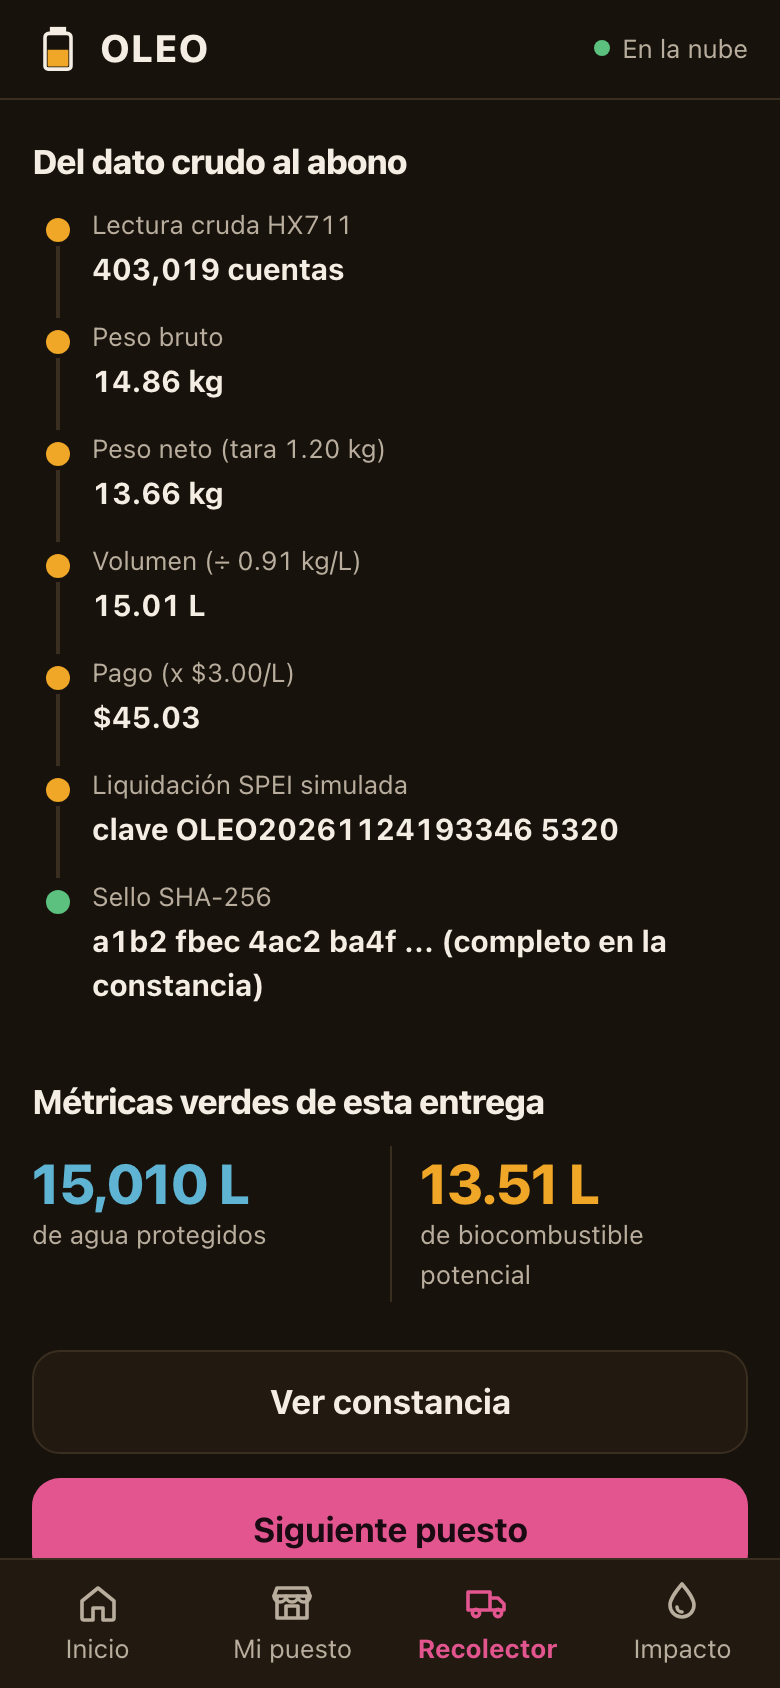 OLEO
En la nube
Del dato crudo al abono
Lectura cruda HX711
403,019 cuentas
Peso bruto
14.86 kg
Peso neto (tara 1.20 kg)
13.66 kg
Volumen (÷ 0.91 kg/L)
15.01 L
Pago (x $3.00/L)
$45.03
Liquidación SPEI simulada
clave OLEO20261124193346 5320
Sello SHA-256
a1b2 fbec 4ac2 ba4f ... (completo en la
constancia)
Métricas verdes de esta entrega
15,010 L
de agua protegidos
13.51 L
de biocombustible
potencial
Ver constancia
Siguiente puesto
Inicio
Mi puesto
Recolector
Impacto